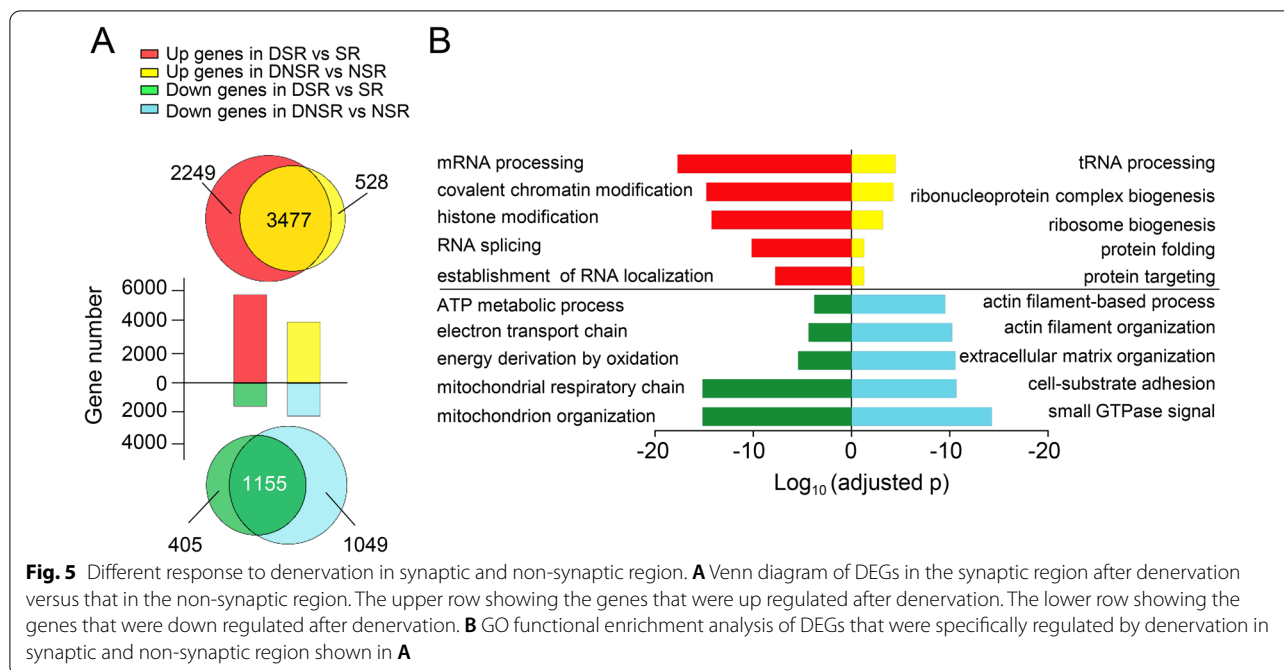 A
Up genes in DSR vs SR
Up genes in DNSR vs NSR
Down genes in DSR vs SR
Down genes in DNSR vs NSR
2249
528
3477
6000
4000
2000
0
2000
4000
Gene number
1155
405
1049
B
mRNA processing
covalent chromatin modification
histone modification
RNA splicing
establishment of RNA localization
ATP metabolic process
electron transport chain
energy derivation by oxidation
mitochondrial respiratory chain
mitochondrion organization
tRNA processing
ribonucleoprotein complex biogenesis
ribosome biogenesis
protein folding
protein targeting
actin filament-based process
actin filament organization
extracellular matrix organization
cell-substrate adhesion
small GTPase signal
-20 -10 0 -10 -20
Log10 (adjusted p)
Fig. 5 Different response to denervation in synaptic and non-synaptic region. A Venn diagram of DEGs in the synaptic region after denervation
versus that in the non-synaptic region. The upper row showing the genes that were up regulated after denervation. The lower row showing the
genes that were down regulated after denervation. B GO functional enrichment analysis of DEGs that were specifically regulated by denervation in
synaptic and non-synaptic region shown in A